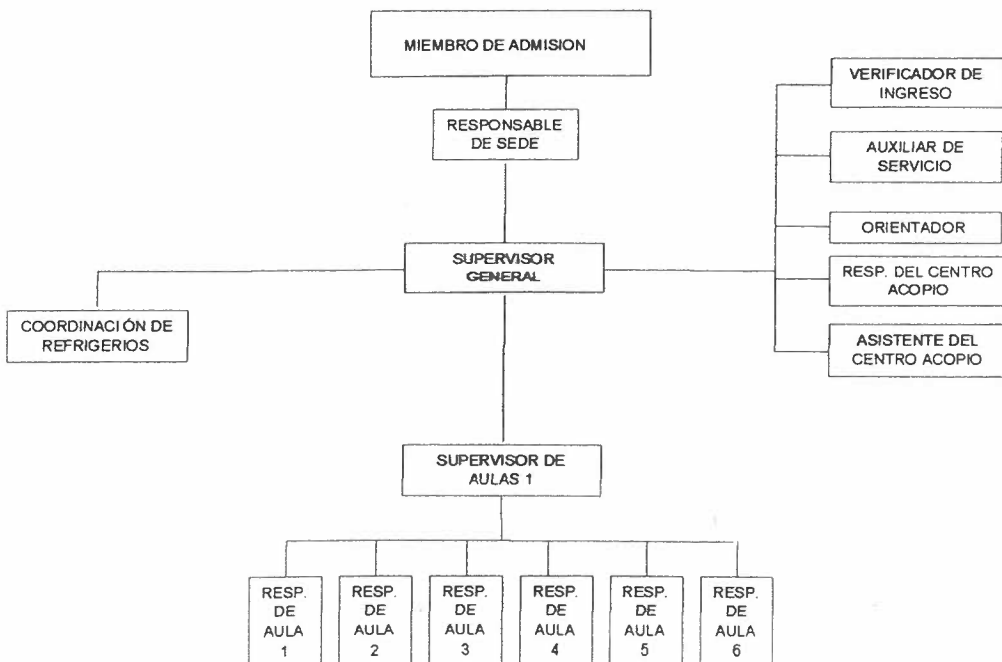 MIEMBRO DE ADMISION
RESPONSABLE
DE SEDE
VERIFICADOR DE
INGRESO
AUXILIAR DE
SERVICIO
ORIENTADOR
SUPERVISOR
GENERAL
RESP. DEL CENTRO
ACOPIO
COORDINACIÓN DE
REFRIGERIOS
ASISTENTE DEL
CENTRO ACOPIO
SUPERVISOR DE
AULAS 1
RESP.
DE
AULA
1
RESP.
DE
AULA
2
RESP.
DE
AULA
3
RESP.
DE
AULA
4
RESP.
DE
AULA
5
RESP.
DE
AULA
6